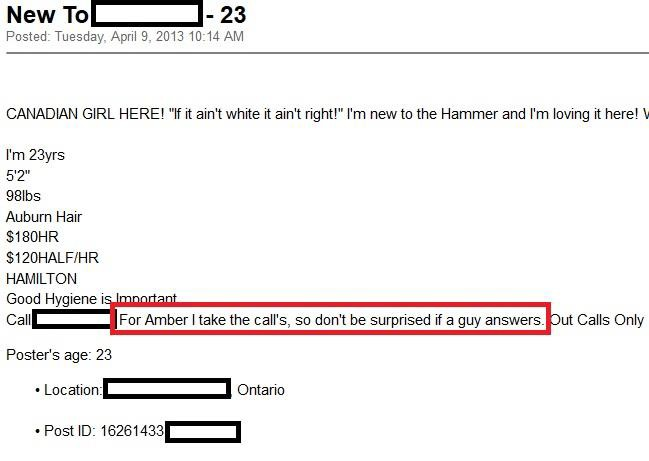 New To - 23
Posted: Tuesday, April 9, 2013 10:14 AM
CANADIAN GIRL HERE! "If it ain't white it ain't right!" I'm new to the Hammer and I'm loving it here!
I'm 23yrs
5'2"
98lbs
Auburn Hair
$180HR
$120HALF/HR
HAMILTON
Good Hygiene is Important
Call For Amber I take the call's, so don't be surprised if a guy answers. Out Calls Only
Poster's age: 23
• Location: , Ontario
• Post ID: 16261433